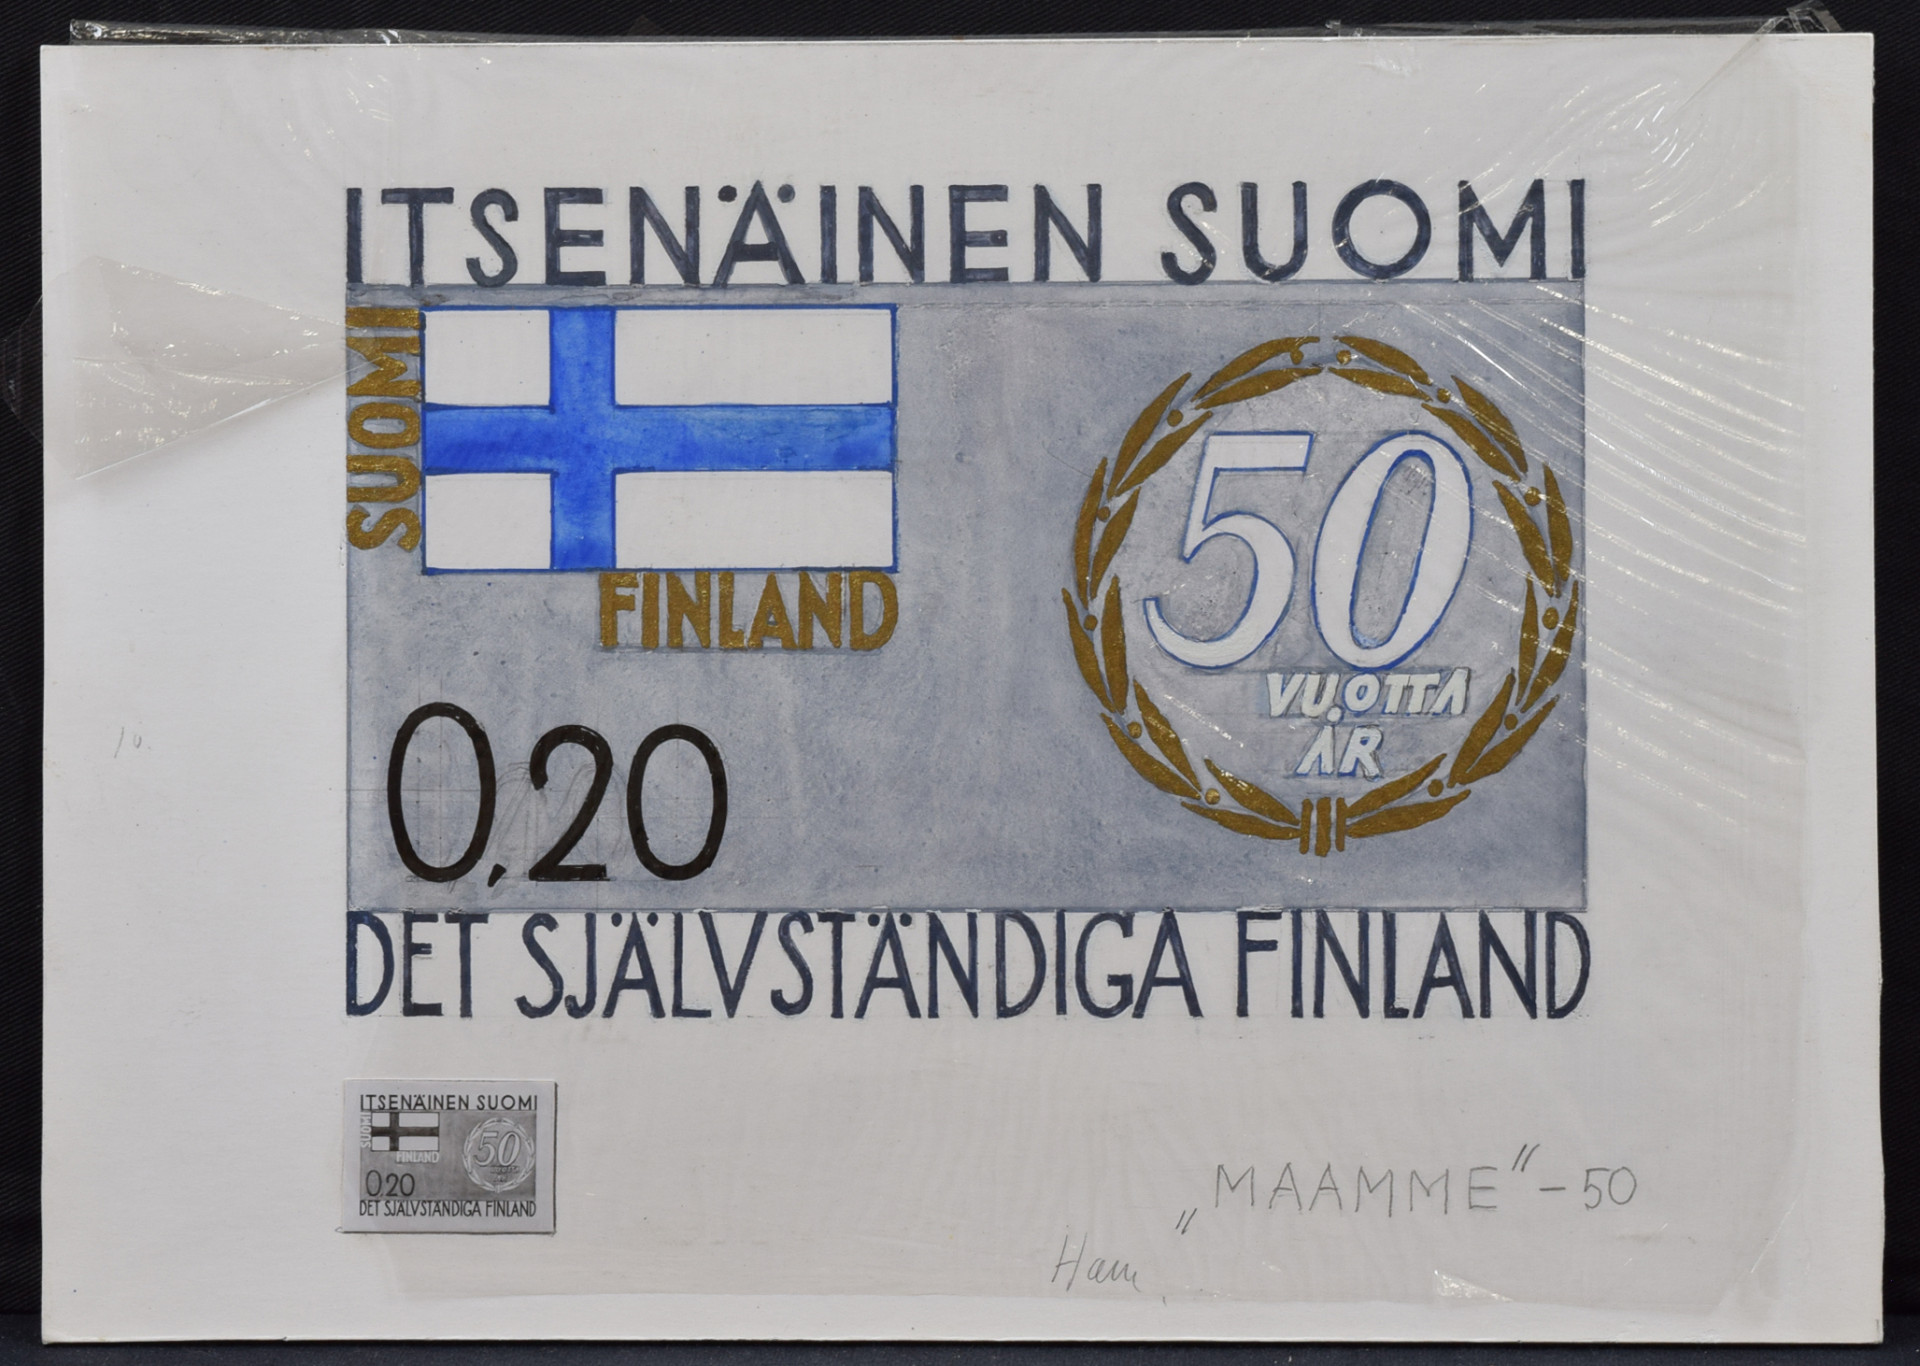 ITSENÄINEN SUOMI
SUOMI
FINLAND
50
VUOTTA
ÅR
0,20
DET SJÄLVSTÄNDIGA FINLAND
ITSENÄINEN SUOMI
SUOMI
FINLAND
50
0.20
DET SJÄLVSTÄNDIGA FINLAND
„MAAMME" – 50